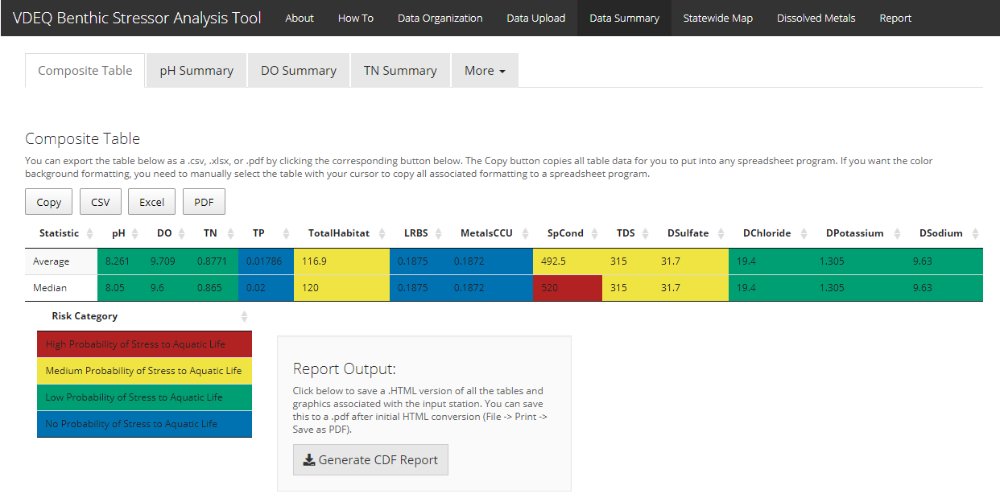 VDEQ Benthic Stressor Analysis Tool About How To Data Organization Data Upload Data Summary Statewide Map Dissolved Metals Report
Composite Table pH Summary DO Summary TN Summary More
Composite Table
You can export the table below as a .csv, .xlsx, or .pdf by clicking the corresponding button below. The Copy button copies all table data for you to put into any spreadsheet program. If you want the color
background formatting, you need to manually select the table with your cursor to copy all associated formatting to a spreadsheet program.
Copy CSV Excel PDF
Statistic pH DO TN TP TotalHabitat LRBS MetalsCCU SpCond TDS DSulfate DChloride DPotassium DSodium
Average 8.261 9.709 0.8771 0.01786 116.9 0.1875 0.1872 492.5 315 31.7 19.4 1.305 9.63
Median 8.05 9.6 0.865 0.02 120 0.1875 0.1872 520 315 31.7 19.4 1.305 9.63
Risk Category
High Probability of Stress to Aquatic Life
Medium Probability of Stress to Aquatic Life
Low Probability of Stress to Aquatic Life
No Probability of Stress to Aquatic Life
Report Output:
Click below to save a .HTML version of all the tables and
graphics associated with the input station. You can save
this to a .pdf after initial HTML conversion (File -> Print ->
Save as PDF).
Generate CDF Report